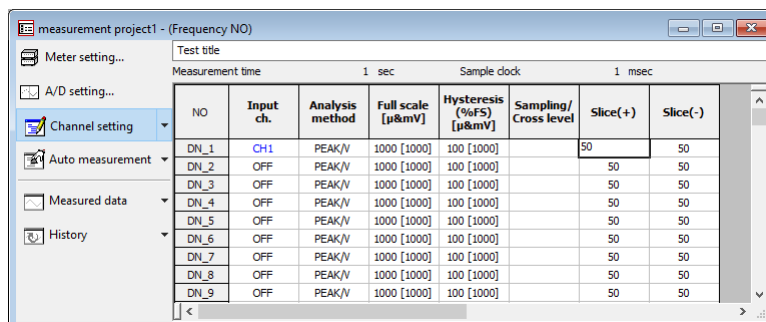 measurement project1 - (Frequency NO)
Meter setting...
A/D setting...
Channel setting
Auto measurement
Measured data
History
Test title
Measurement time 1 sec Sample clock 1 msec
NO Input ch. Analysis method Full scale [μ&mV] Hysteresis (%FS) [μ&mV] Sampling/ Cross level Slice(+) Slice(-)
DN_1 CH1 PEAK/V 1000 [1000] 100 [1000] 50 50
DN_2 OFF PEAK/V 1000 [1000] 100 [1000] 50 50
DN_3 OFF PEAK/V 1000 [1000] 100 [1000] 50 50
DN_4 OFF PEAK/V 1000 [1000] 100 [1000] 50 50
DN_5 OFF PEAK/V 1000 [1000] 100 [1000] 50 50
DN_6 OFF PEAK/V 1000 [1000] 100 [1000] 50 50
DN_7 OFF PEAK/V 1000 [1000] 100 [1000] 50 50
DN_8 OFF PEAK/V 1000 [1000] 100 [1000] 50 50
DN_9 OFF PEAK/V 1000 [1000] 100 [1000] 50 50